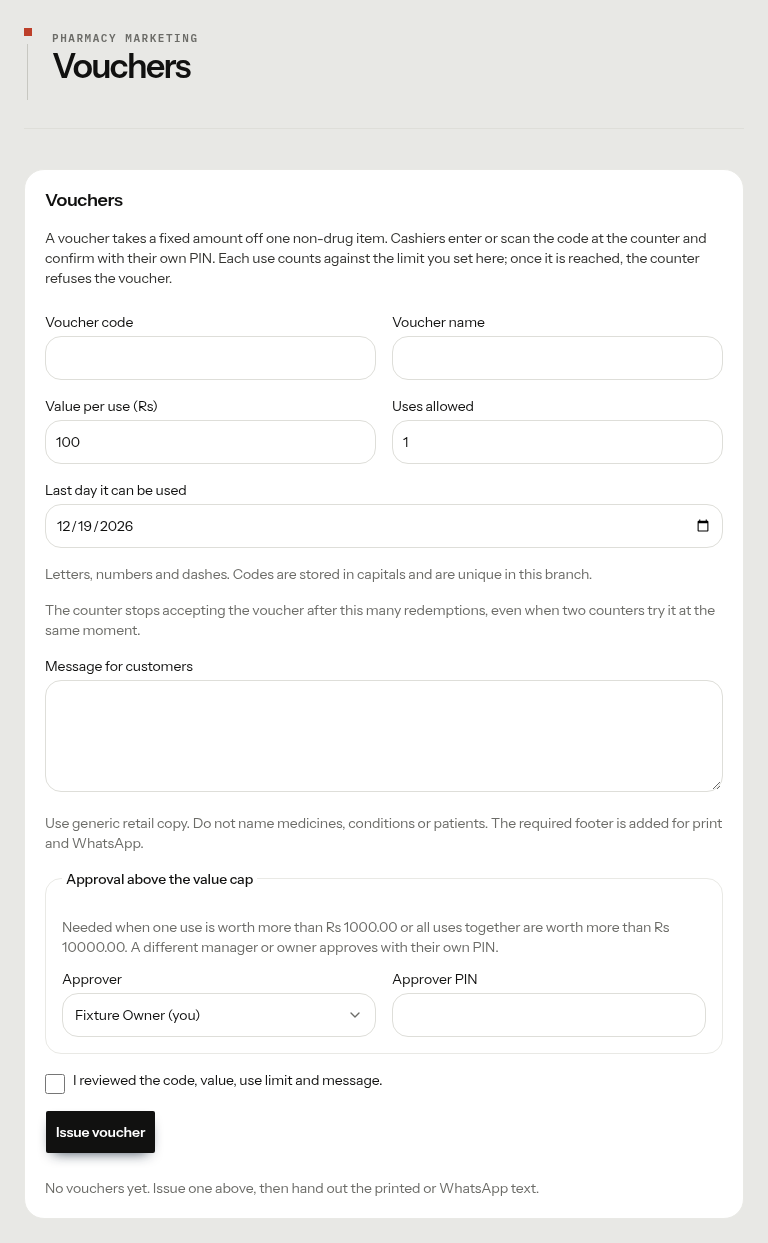 PHARMACY MARKETING
Vouchers
Vouchers
A voucher takes a fixed amount off one non-drug item. Cashiers enter or scan the code at the counter and
confirm with their own PIN. Each use counts against the limit you set here; once it is reached, the counter
refuses the voucher.
Voucher code
Voucher name
Value per use (Rs)
Uses allowed
100
1
Last day it can be used
12/19/2026
Letters, numbers and dashes. Codes are stored in capitals and are unique in this branch.
The counter stops accepting the voucher after this many redemptions, even when two counters try it at the
same moment.
Message for customers
Use generic retail copy. Do not name medicines, conditions or patients. The required footer is added for print
and WhatsApp.
Approval above the value cap
Needed when one use is worth more than Rs 1000.00 or all uses together are worth more than Rs
10000.00. A different manager or owner approves with their own PIN.
Approver
Approver PIN
Fixture Owner (you)
I reviewed the code, value, use limit and message.
Issue voucher
No vouchers yet. Issue one above, then hand out the printed or WhatsApp text.